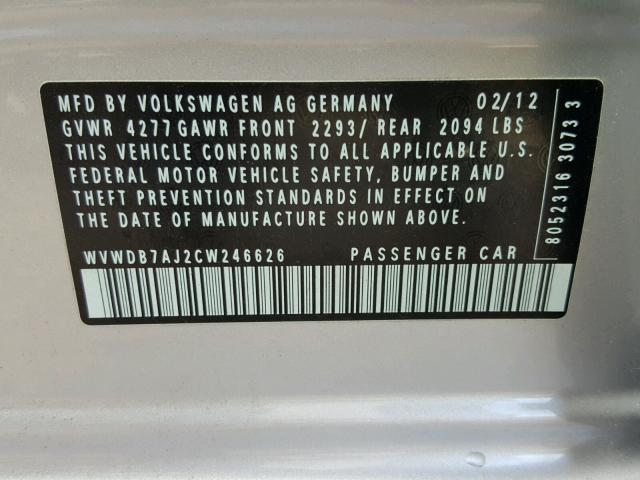 MFD BY VOLKSWAGEN AG GERMANY 02/12
GVWR 4277 GAWR FRONT 2293/ REAR 2094 LBS
THIS VEHICLE CONFORMS TO ALL APPLICABLE U.S.
FEDERAL MOTOR VEHICLE SAFETY, BUMPER AND
THEFT PREVENTION STANDARDS IN EFFECT ON
THE DATE OF MANUFACTURE SHOWN ABOVE.
WVWDB7AJ2CW246626 PASSENGER CAR
8052316 3073 3